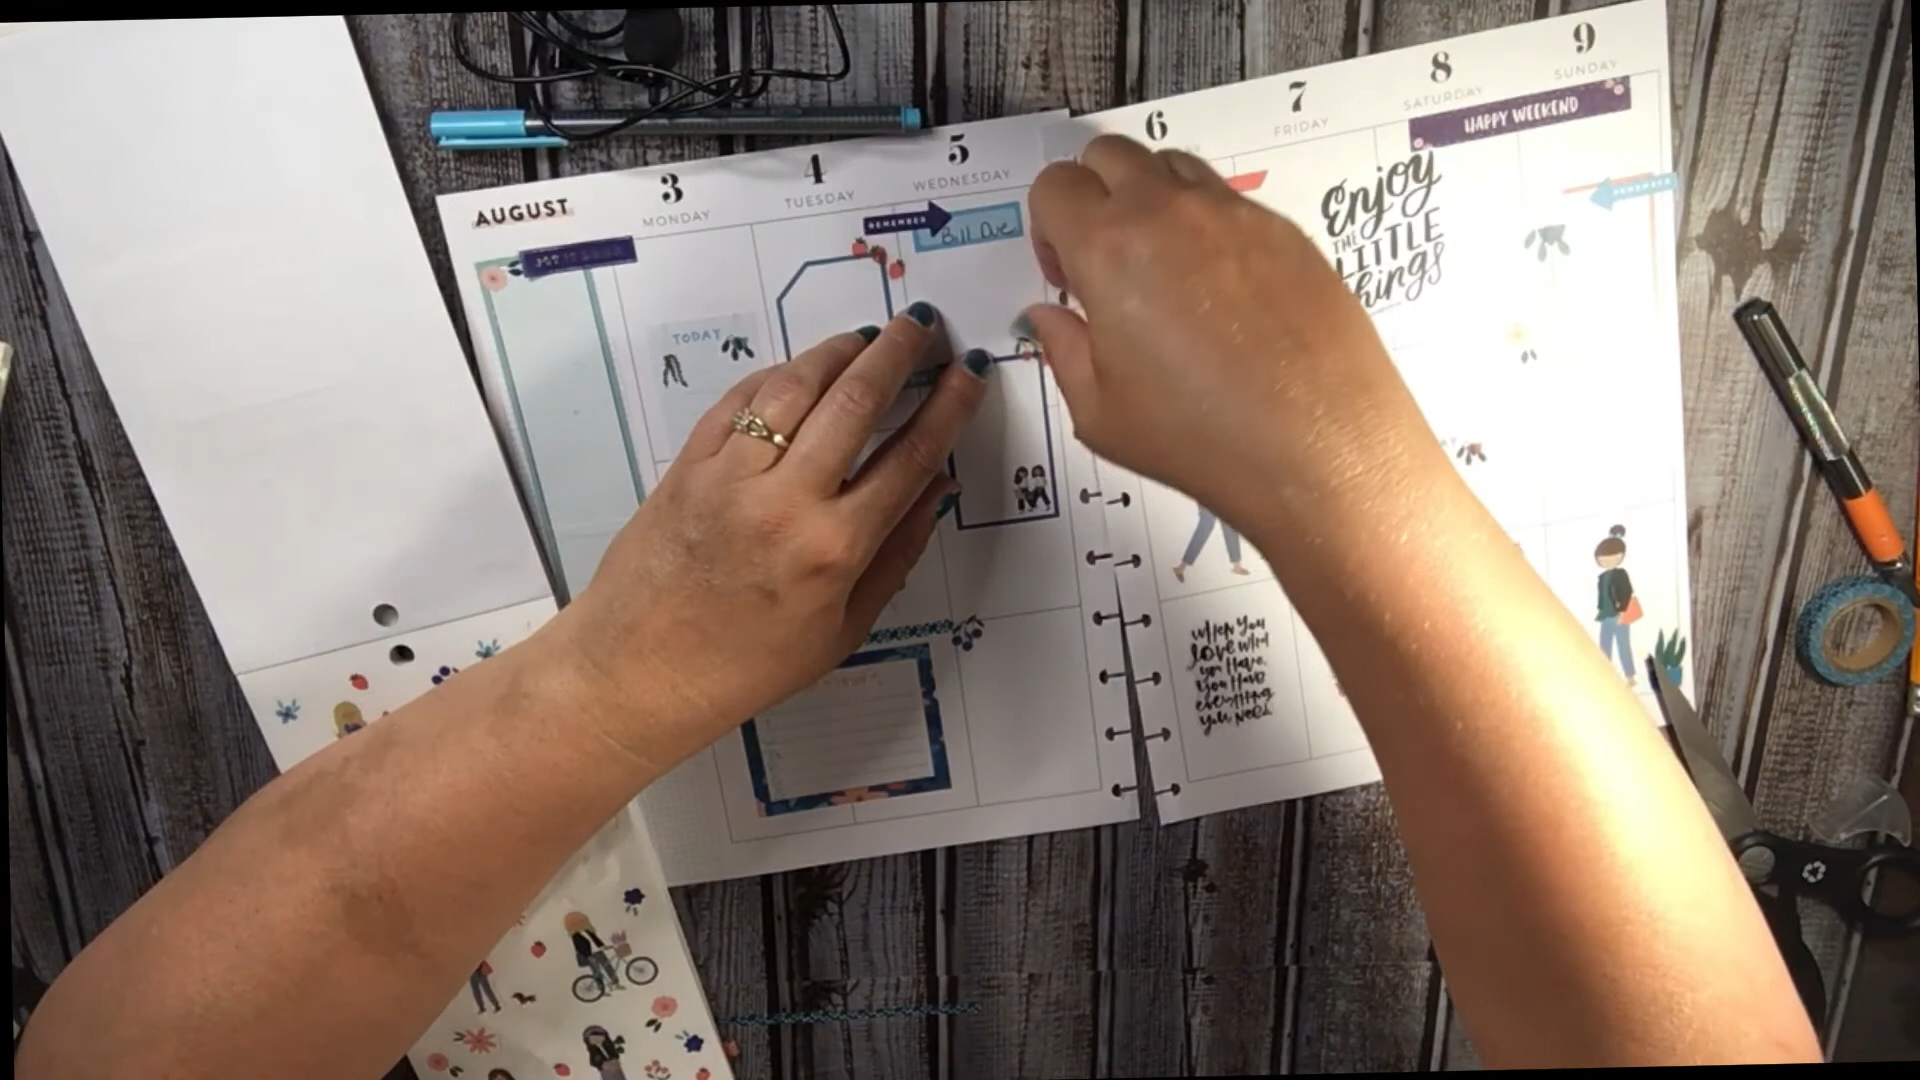 AUGUST
3
MONDAY
4
TUESDAY
5
WEDNESDAY
6
7
FRIDAY
8
SATURDAY
9
SUNDAY
HAPPY WEEKEND
REMEMBER
Bill Due
REMEMBER
TODAY
Enjoy
THE
LITTLE
things
When You
love what
you have,
you have
everything
you need.